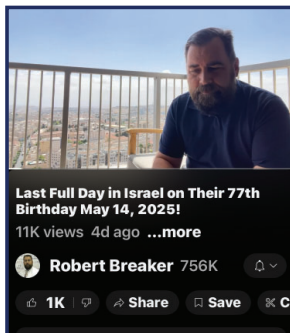 Last Full Day in Israel on Their 77th
Birthday May 14, 2025!
11K views 4d ago ...more
Robert Breaker 756K
1K Share Save C